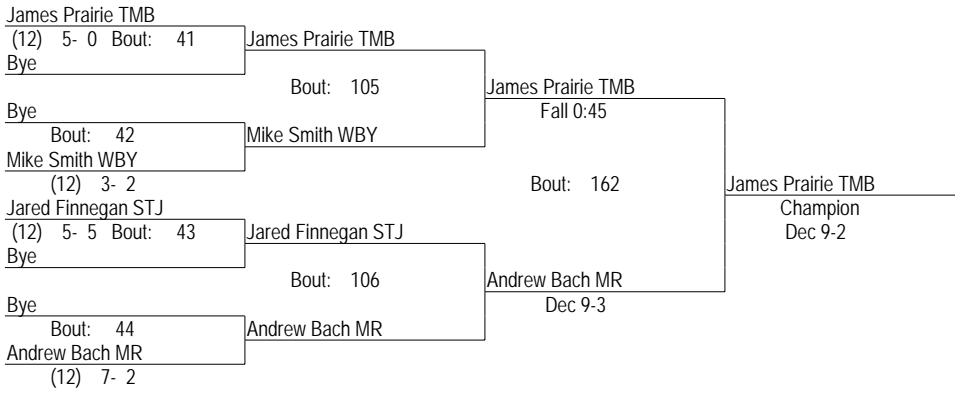 James Prairie TMB
(12) 5- 0 Bout: 41
Bye
James Prairie TMB
Bout: 105
Bye
Bout: 42
Mike Smith WBY
(12) 3- 2
Mike Smith WBY
James Prairie TMB
Fall 0:45
Bout: 162
Jared Finnegan STJ
(12) 5- 5 Bout: 43
Bye
Jared Finnegan STJ
Bout: 106
Bye
Bout: 44
Andrew Bach MR
(12) 7- 2
Andrew Bach MR
Andrew Bach MR
Dec 9-3
James Prairie TMB
Champion
Dec 9-2